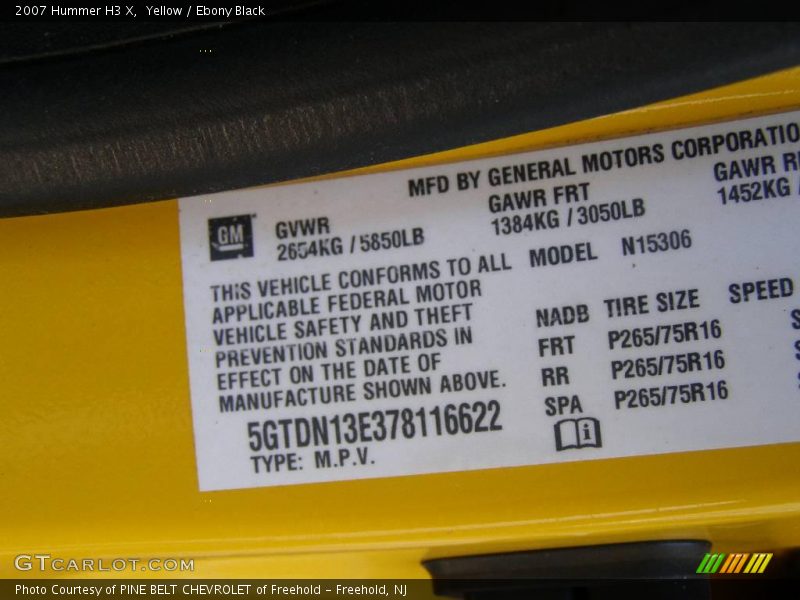 2007 Hummer H3 X, Yellow / Ebony Black
MFD BY GENERAL MOTORS CORPORATIO
GM
GVWR
2654KG / 5850LB
GAWR FRT
1384KG / 3050LB
GAWR R
1452KG /
THIS VEHICLE CONFORMS TO ALL
APPLICABLE FEDERAL MOTOR
VEHICLE SAFETY AND THEFT
PREVENTION STANDARDS IN
EFFECT ON THE DATE OF
MANUFACTURE SHOWN ABOVE.
MODEL N15306
NADB TIRE SIZE SPEED
FRT P265/75R16 S
RR P265/75R16 S
SPA P265/75R16
5GTDN13E378116622
TYPE: M.P.V.
GTCARLOT.COM
Photo Courtesy of PINE BELT CHEVROLET of Freehold - Freehold, NJ